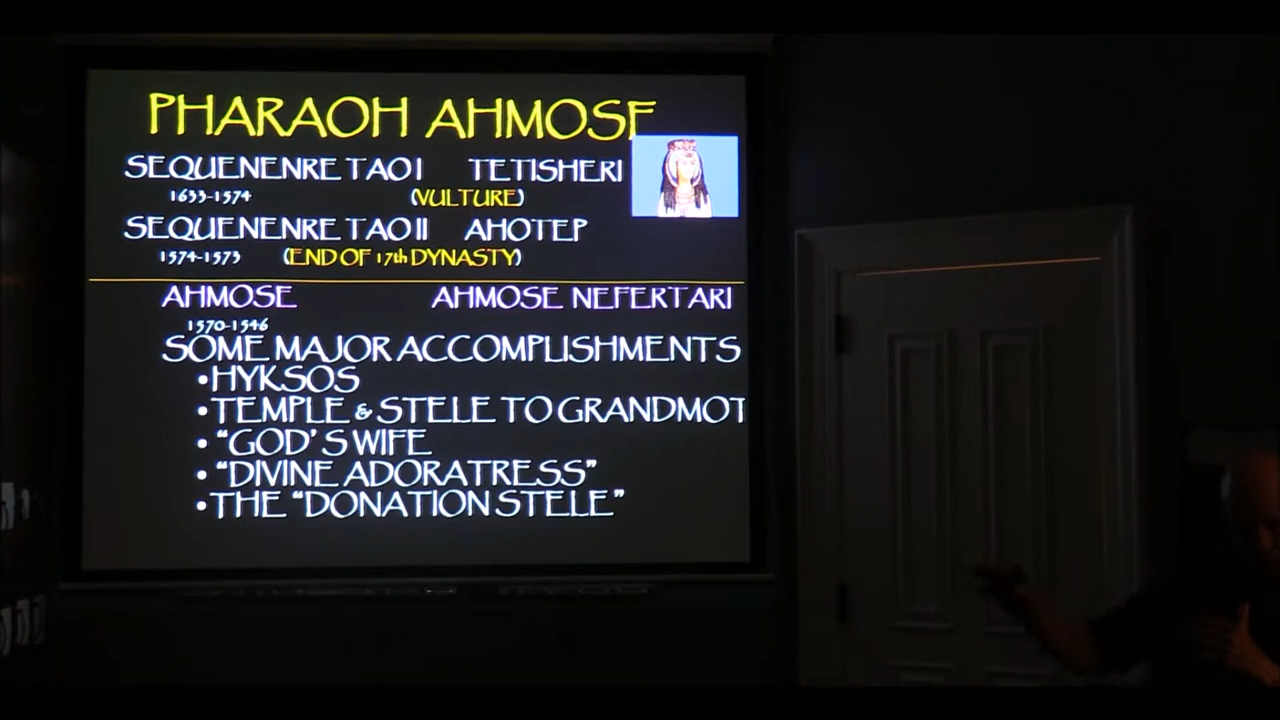 PHARAOH AHMOSE
SEQUENENRE TAO I TETISHERI
1633-1574 (VULTURE)
SEQUENENRE TAO II AHOTEP
1574-1573 (END OF 17th DYNASTY)
AHMOSE AHMOSE NEFERTARI
1570-1546
SOME MAJOR ACCOMPLISHMENTS
•HYKSOS
•TEMPLE & STELE TO GRANDMOT
• "GOD'S WIFE
• "DIVINE ADORATRESS"
•THE "DONATION STELE"